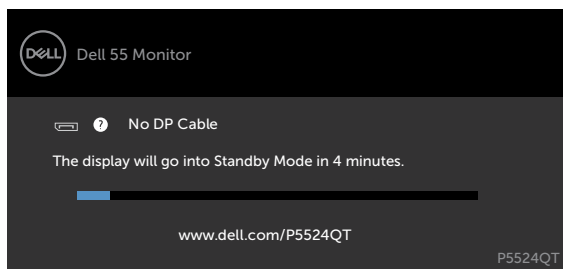 DELL
Dell 55 Monitor
? No DP Cable
The display will go into Standby Mode in 4 minutes.
www.dell.com/P5524QT
P5524QT